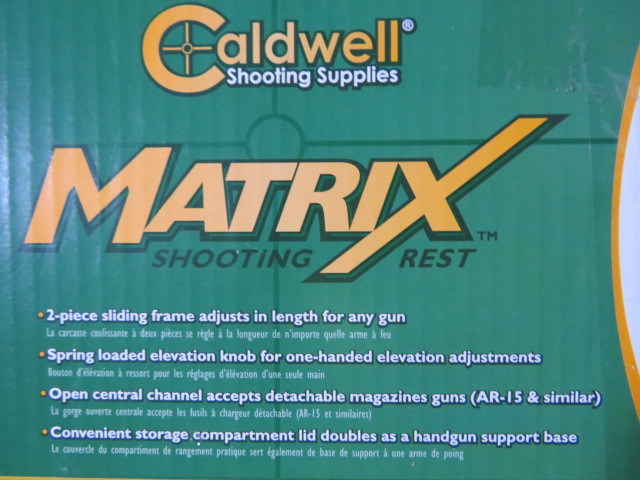 Caldwell®
Shooting Supplies
MATRIX™
SHOOTING REST
• 2-piece sliding frame adjusts in length for any gun
La carcasse coulissante à deux pièces se règle à la longueur de n'importe quelle arme à feu
• Spring loaded elevation knob for one-handed elevation adjustments
Bouton d'élévation à ressort pour les réglages d'élévation d'une seule main
• Open central channel accepts detachable magazines guns (AR-15 & similar)
La gorge ouverte centrale accepte les fusils à chargeur détachable (AR-15 et similaires)
• Convenient storage compartment lid doubles as a handgun support base
Le couvercle du compartiment de rangement pratique sert également de base de support à une arme de poing